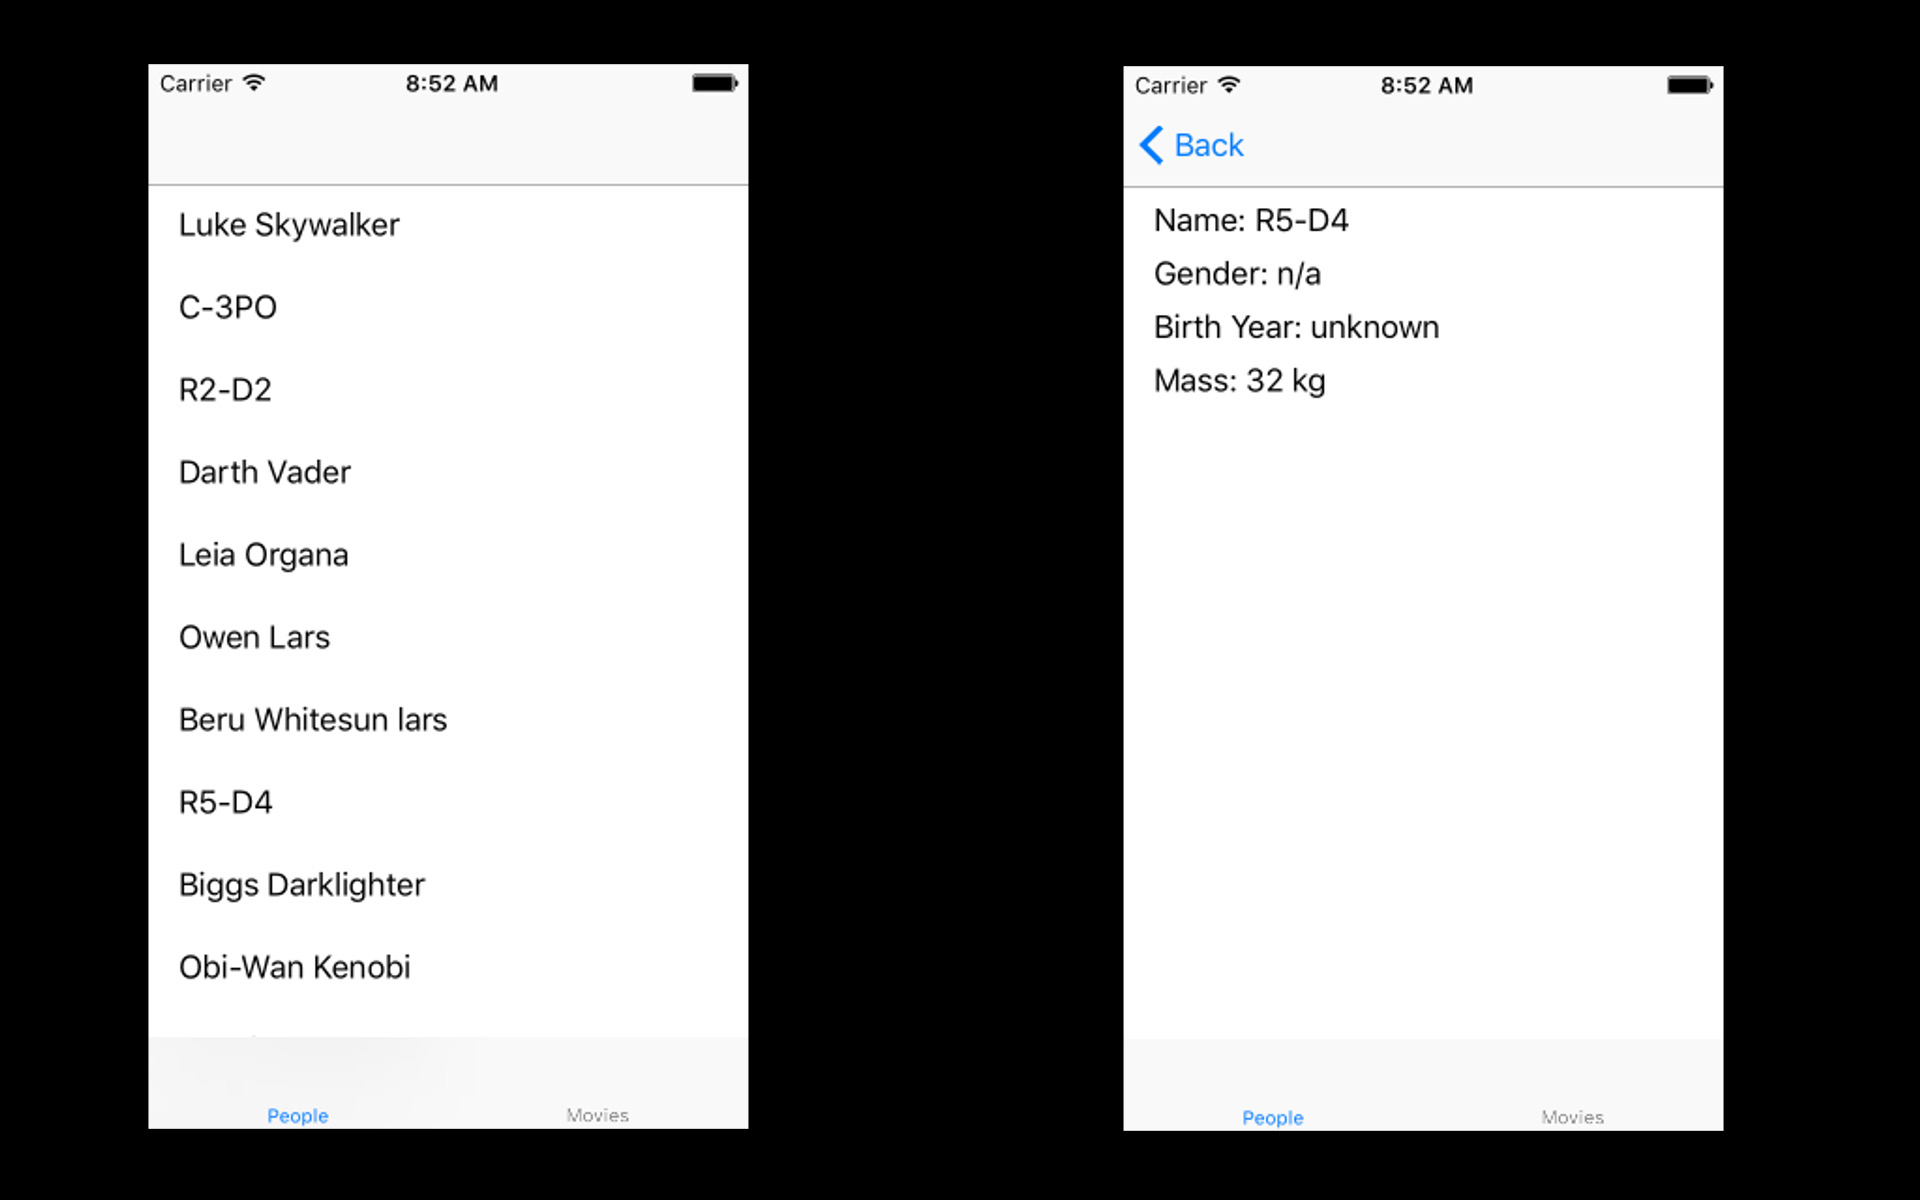 Carrier 8:52 AM
Luke Skywalker
C-3PO
R2-D2
Darth Vader
Leia Organa
Owen Lars
Beru Whitesun lars
R5-D4
Biggs Darklighter
Obi-Wan Kenobi
People Movies
Carrier 8:52 AM
Back
Name: R5-D4
Gender: n/a
Birth Year: unknown
Mass: 32 kg
People Movies